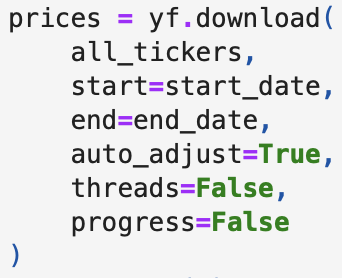 prices = yf.download(
    all_tickers,
    start=start_date,
    end=end_date,
    auto_adjust=True,
    threads=False,
    progress=False
)